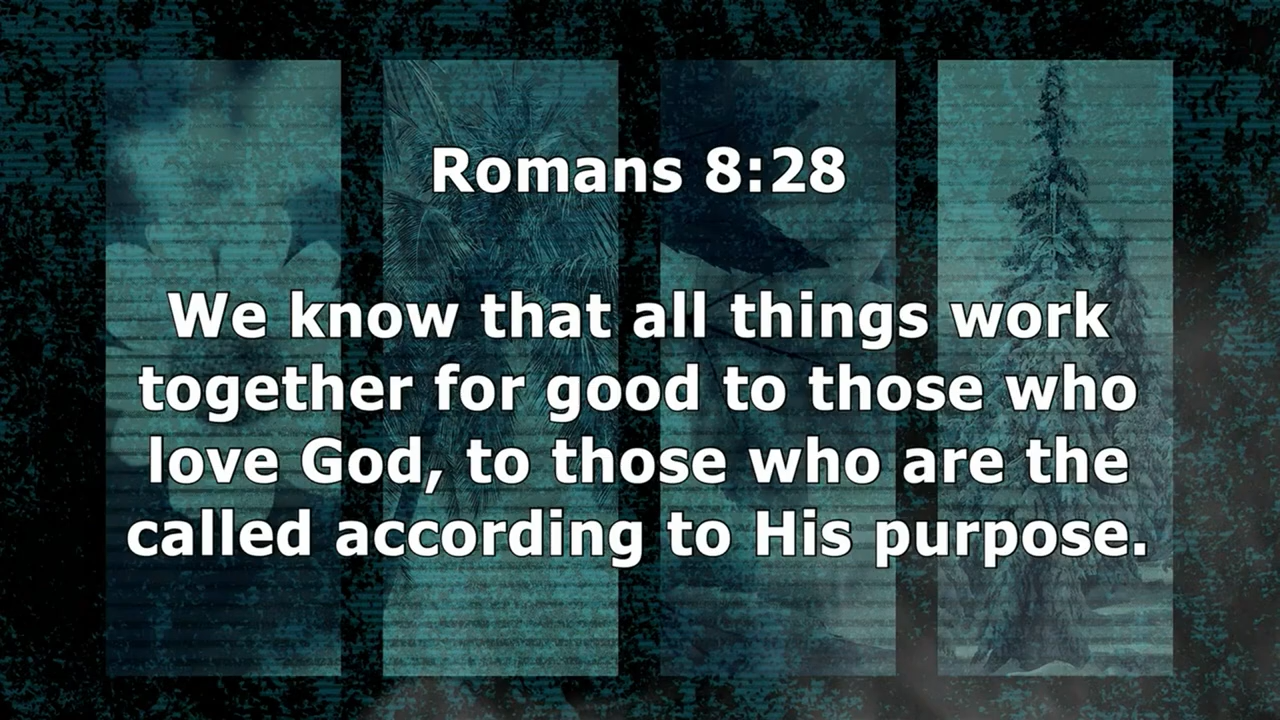 Romans 8:28
We know that all things work
together for good to those who
love God, to those who are the
called according to His purpose.